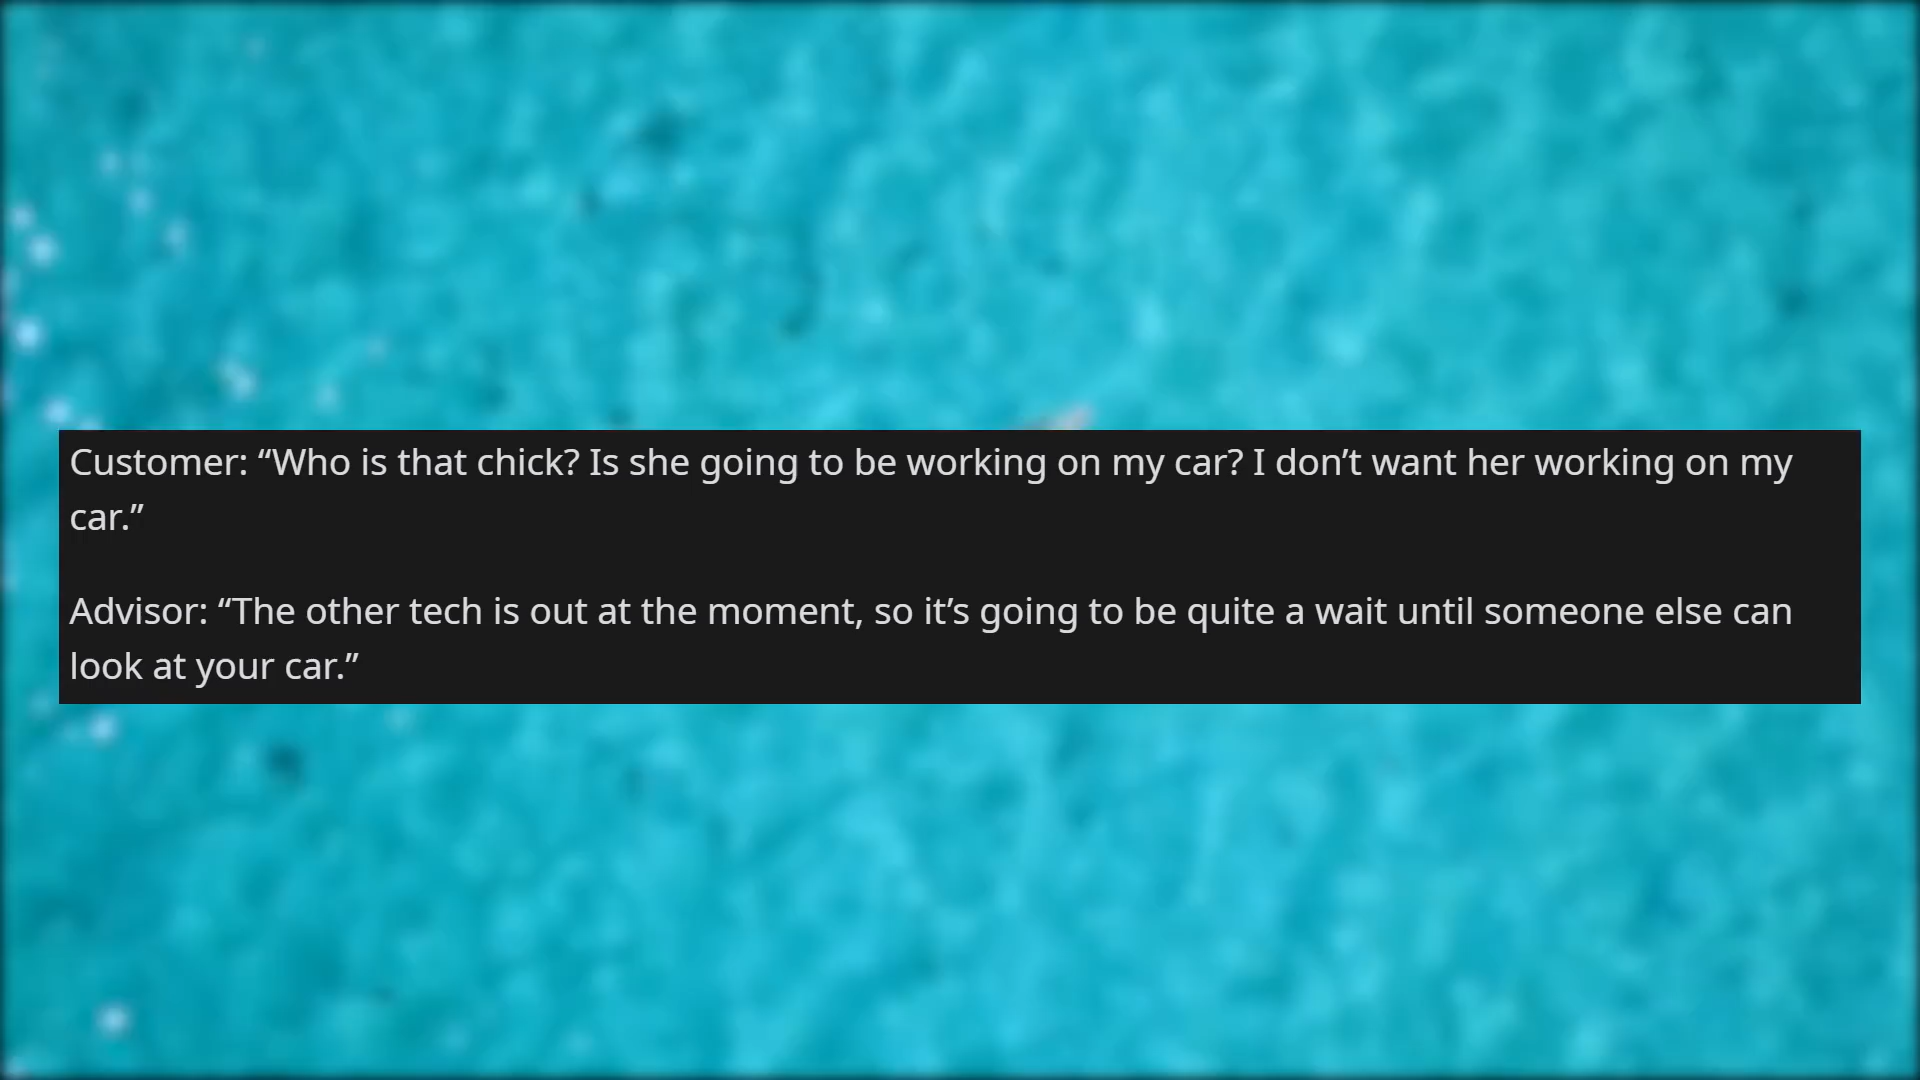 Customer: “Who is that chick? Is she going to be working on my car? I don’t want her working on my
car.”
Advisor: “The other tech is out at the moment, so it’s going to be quite a wait until someone else can
look at your car.”